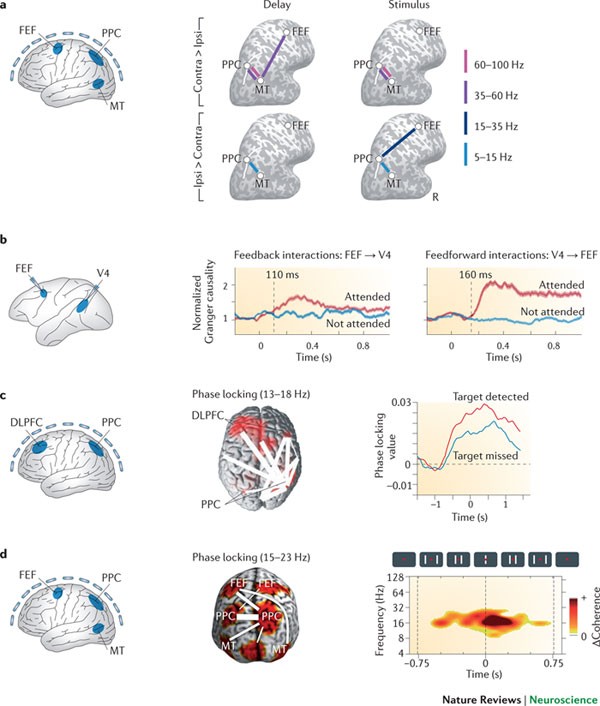 a
FEF
PPC
MT
Contra > Ipsi
Ipsi > Contra
Delay
Stimulus
FEF
PPC
MT
FEF
PPC
MT
FEF
PPC
MT
FEF
PPC
MT
R
60–100 Hz
35–60 Hz
15–35 Hz
5–15 Hz
b
FEF
V4
Feedback interactions: FEF → V4
Normalized
Granger causality
2
1
110 ms
Attended
Not attended
0 0.4 0.8
Time (s)
Feedforward interactions: V4 → FEF
160 ms
Attended
Not attended
0 0.4 0.8
Time (s)
c
DLPFC
PPC
Phase locking (13–18 Hz)
DLPFC
PPC
Phase locking
value
0.03
0
−0.01
Target detected
Target missed
−1 0 1
Time (s)
d
FEF
PPC
MT
Phase locking (15–23 Hz)
FEF FEF
PPC PPC
MT
Frequency (Hz)
128
64
32
16
8
4
−0.75 0 0.75
Time (s)
+
0
ΔCoherence
Nature Reviews | Neuroscience